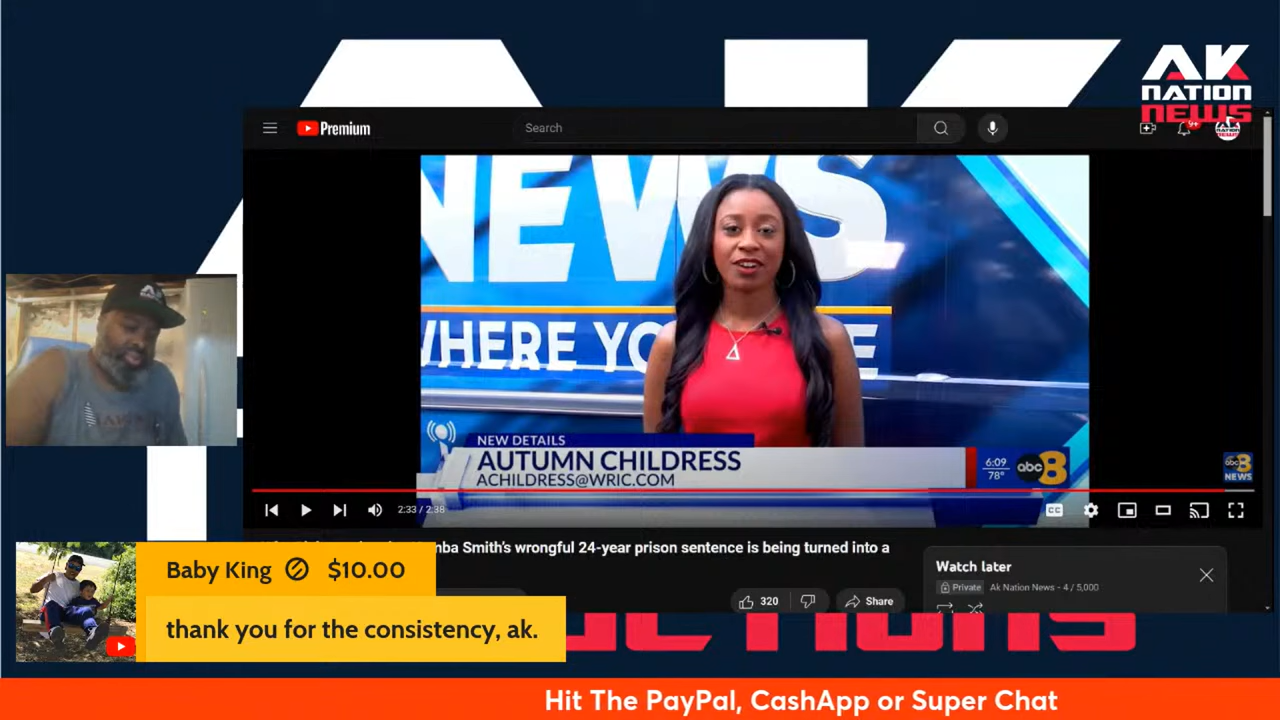 AK
NATION
NEWS
Premium
Search
9+
NEWS
WHERE YO
E
NEW DETAILS
AUTUMN CHILDRESS
ACHILDRESS@WRIC.COM
6:09
78°
abc 8
abc 8
NEWS
2:33 / 2:38
CC
mba Smith's wrongful 24-year prison sentence is being turned into a
320
Share
Watch later
Private
Ak Nation News - 4 / 5,000
Baby King
$10.00
thank you for the consistency, ak.
Hit The PayPal, CashApp or Super Chat